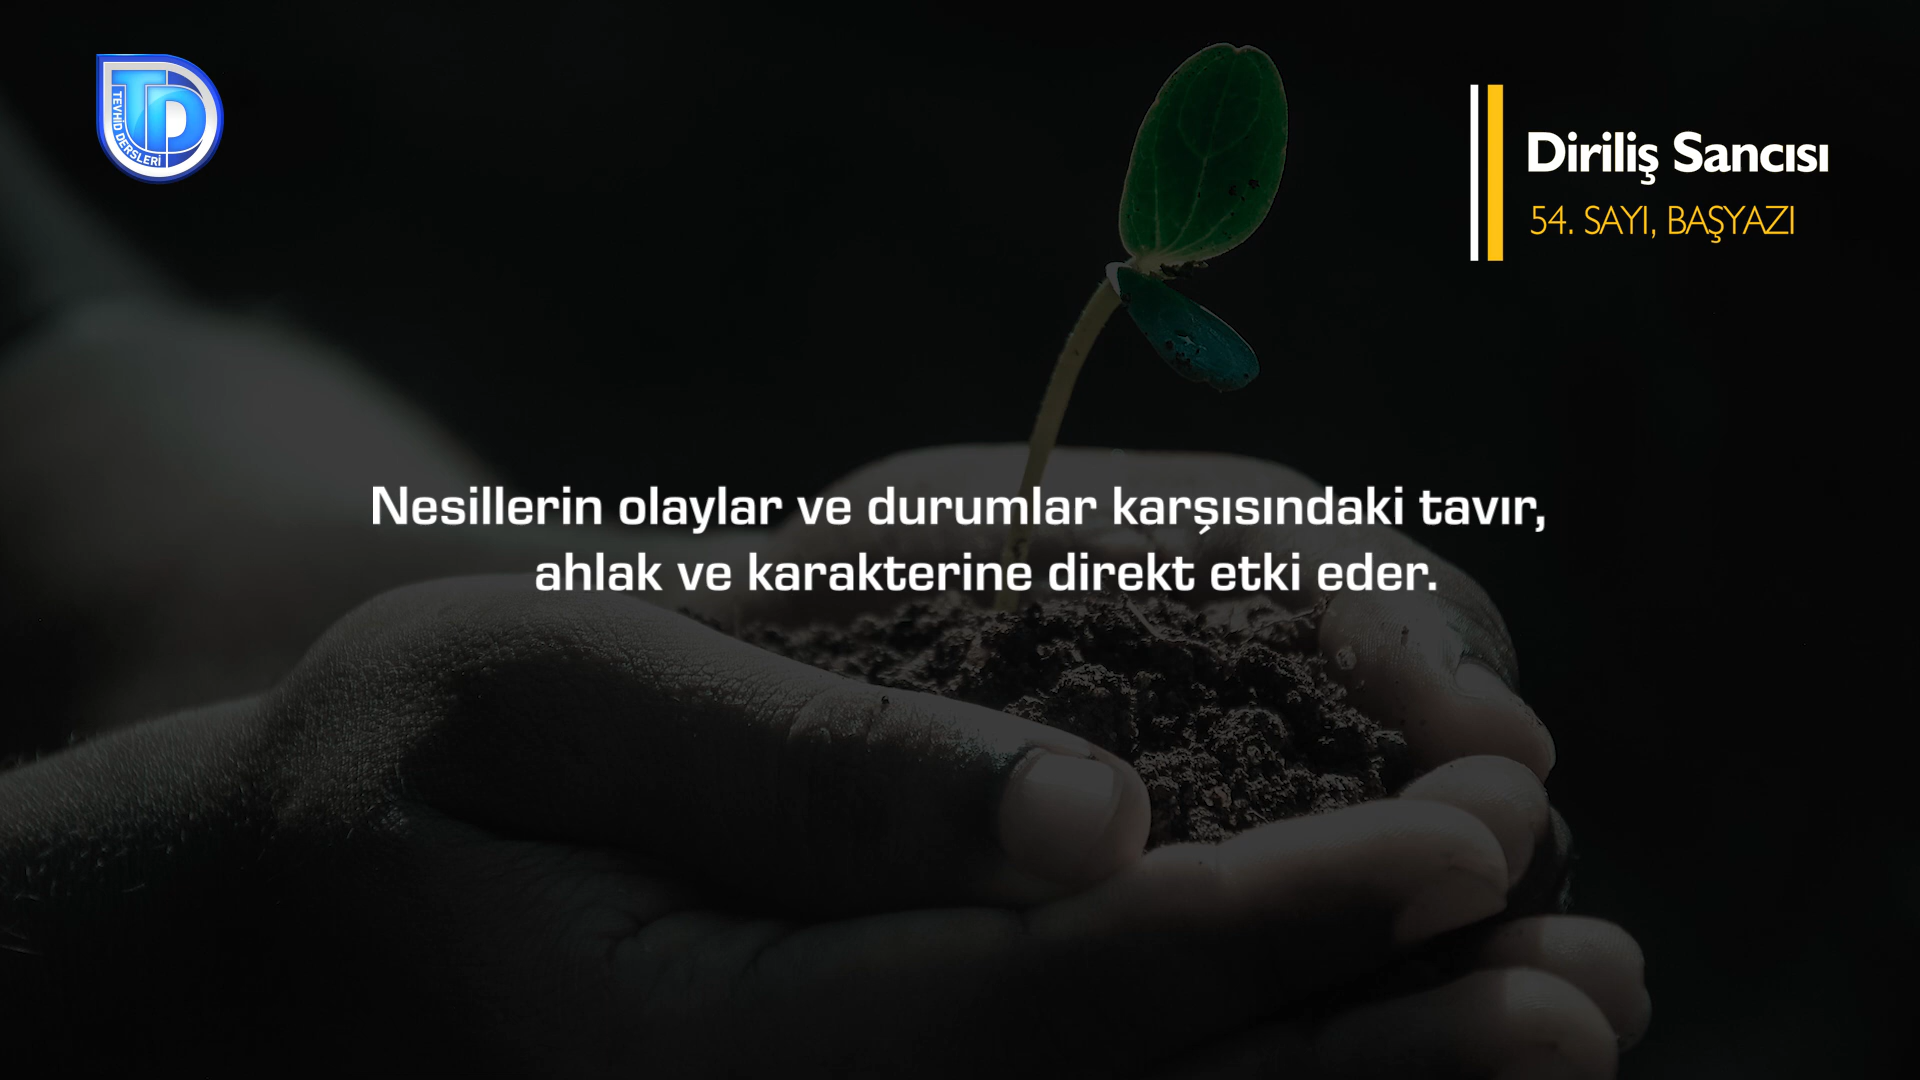 TD
TEVHİD DERSLERİ
Diriliş Sancısı
54. SAYI, BAŞYAZI
Nesillerin olaylar ve durumlar karşısındaki tavır,
ahlak ve karakterine direkt etki eder.